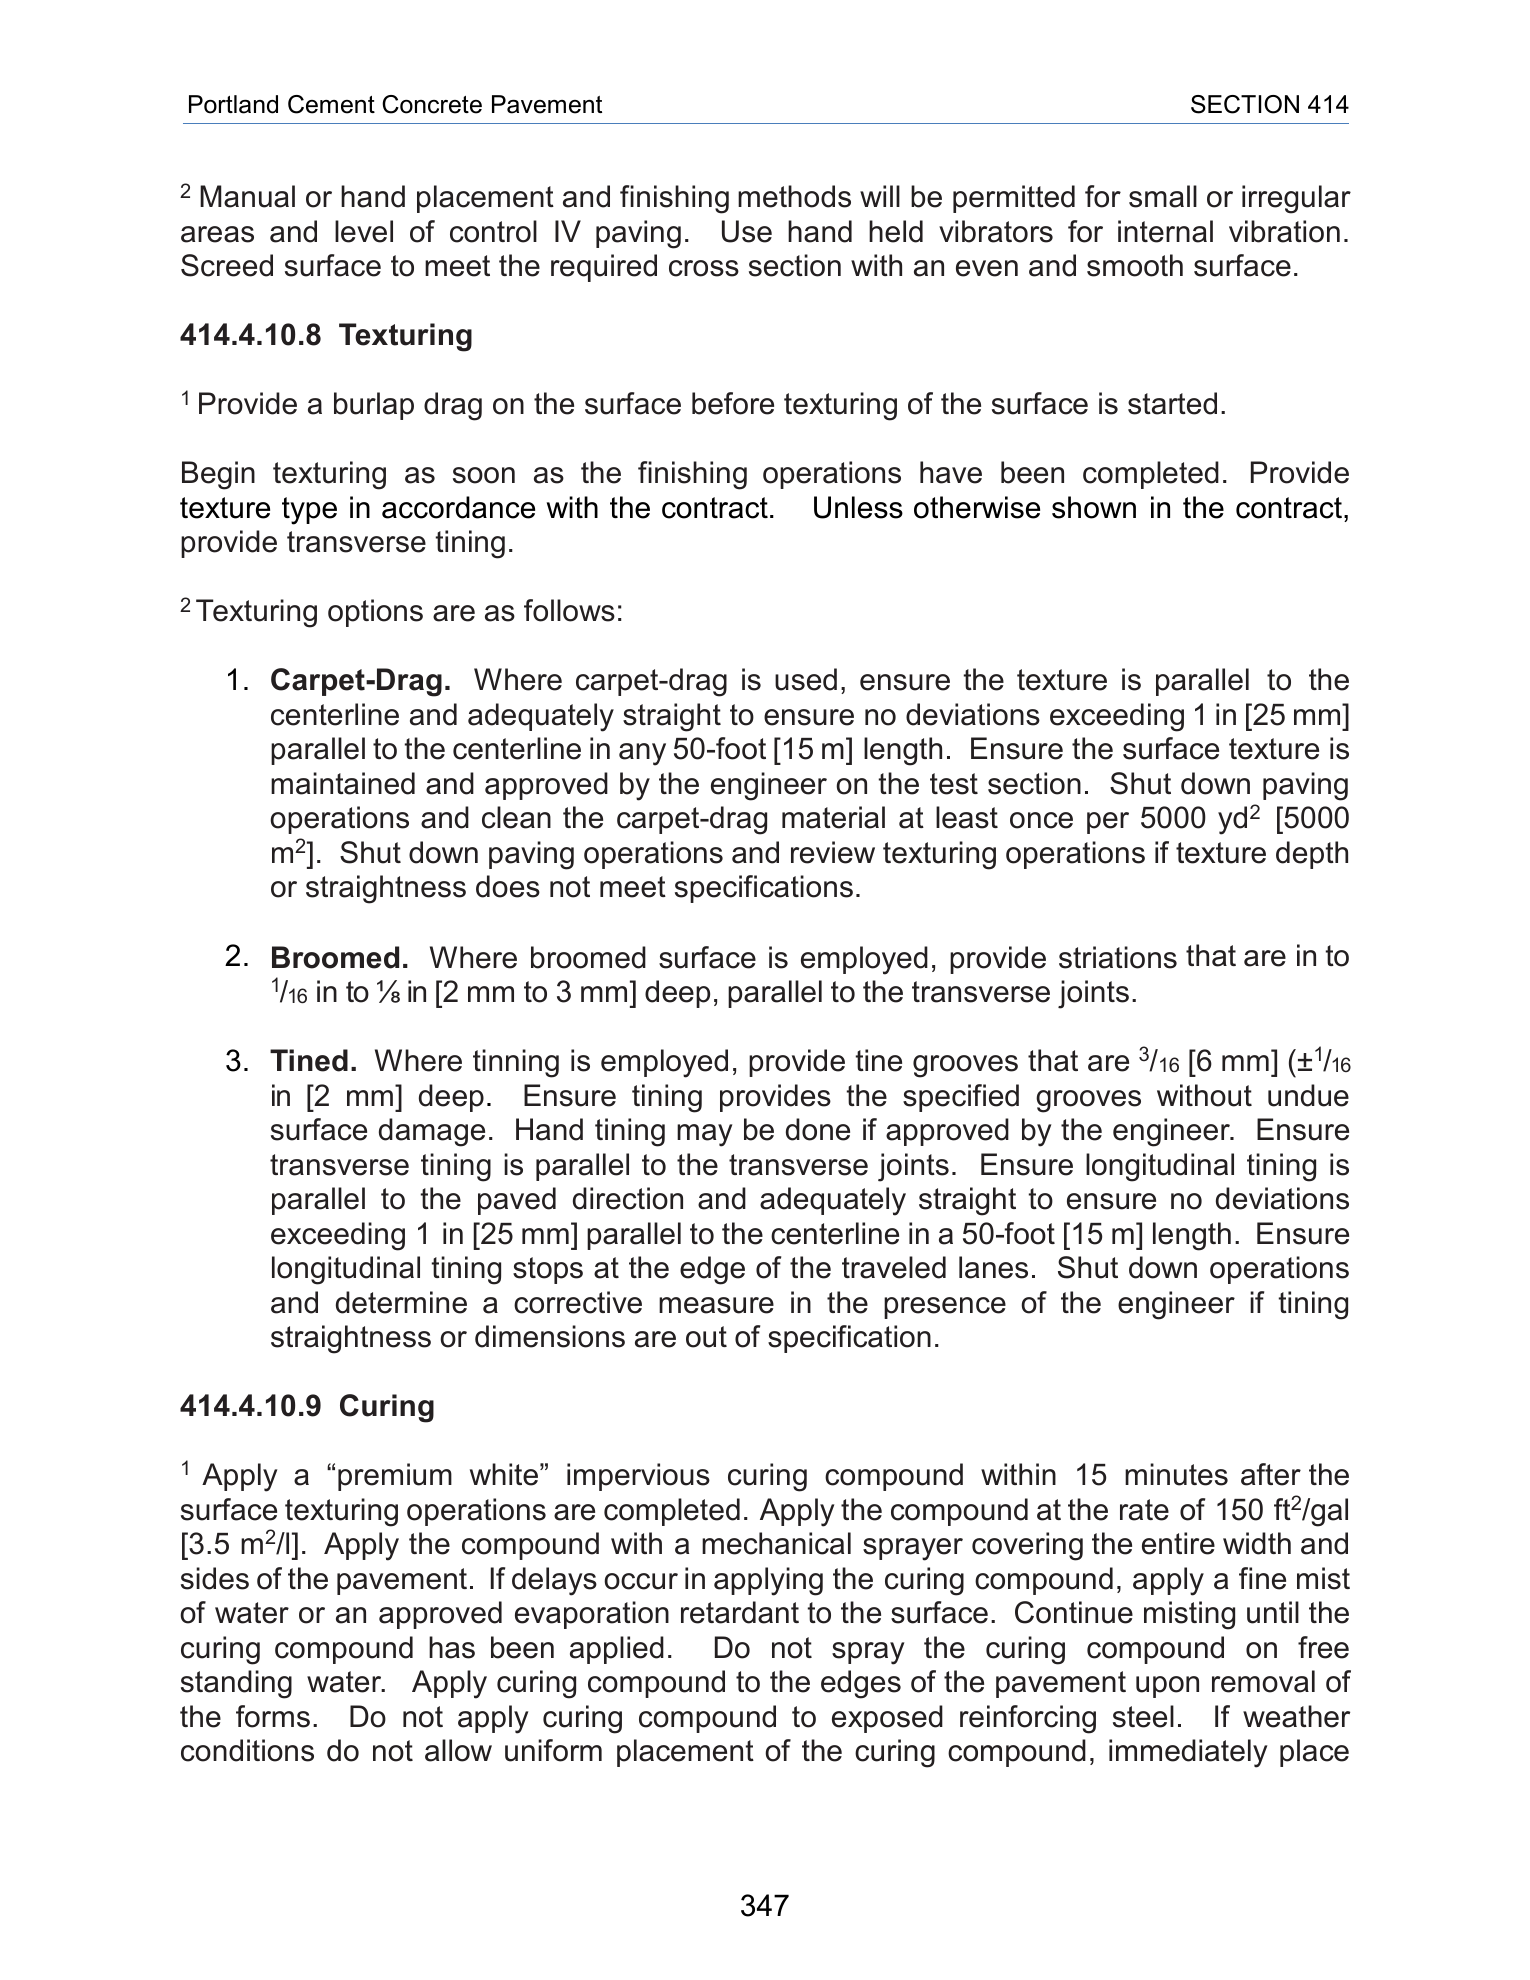 Portland Cement Concrete Pavement SECTION 414
² Manual or hand placement and finishing methods will be permitted for small or irregular
areas and level of control IV paving. Use hand held vibrators for internal vibration.
Screed surface to meet the required cross section with an even and smooth surface.
414.4.10.8 Texturing
¹ Provide a burlap drag on the surface before texturing of the surface is started.
Begin texturing as soon as the finishing operations have been completed. Provide
texture type in accordance with the contract. Unless otherwise shown in the contract,
provide transverse tining.
² Texturing options are as follows:
1. Carpet-Drag. Where carpet-drag is used, ensure the texture is parallel to the
centerline and adequately straight to ensure no deviations exceeding 1 in [25 mm]
parallel to the centerline in any 50-foot [15 m] length. Ensure the surface texture is
maintained and approved by the engineer on the test section. Shut down paving
operations and clean the carpet-drag material at least once per 5000 yd² [5000
m²]. Shut down paving operations and review texturing operations if texture depth
or straightness does not meet specifications.
2. Broomed. Where broomed surface is employed, provide striations that are in to
¹/₁₆ in to ⅛ in [2 mm to 3 mm] deep, parallel to the transverse joints.
3. Tined. Where tinning is employed, provide tine grooves that are ³/₁₆ [6 mm] (±¹/₁₆
in [2 mm] deep. Ensure tining provides the specified grooves without undue
surface damage. Hand tining may be done if approved by the engineer. Ensure
transverse tining is parallel to the transverse joints. Ensure longitudinal tining is
parallel to the paved direction and adequately straight to ensure no deviations
exceeding 1 in [25 mm] parallel to the centerline in a 50-foot [15 m] length. Ensure
longitudinal tining stops at the edge of the traveled lanes. Shut down operations
and determine a corrective measure in the presence of the engineer if tining
straightness or dimensions are out of specification.
414.4.10.9 Curing
¹ Apply a “premium white” impervious curing compound within 15 minutes after the
surface texturing operations are completed. Apply the compound at the rate of 150 ft²/gal
[3.5 m²/l]. Apply the compound with a mechanical sprayer covering the entire width and
sides of the pavement. If delays occur in applying the curing compound, apply a fine mist
of water or an approved evaporation retardant to the surface. Continue misting until the
curing compound has been applied. Do not spray the curing compound on free
standing water. Apply curing compound to the edges of the pavement upon removal of
the forms. Do not apply curing compound to exposed reinforcing steel. If weather
conditions do not allow uniform placement of the curing compound, immediately place
347